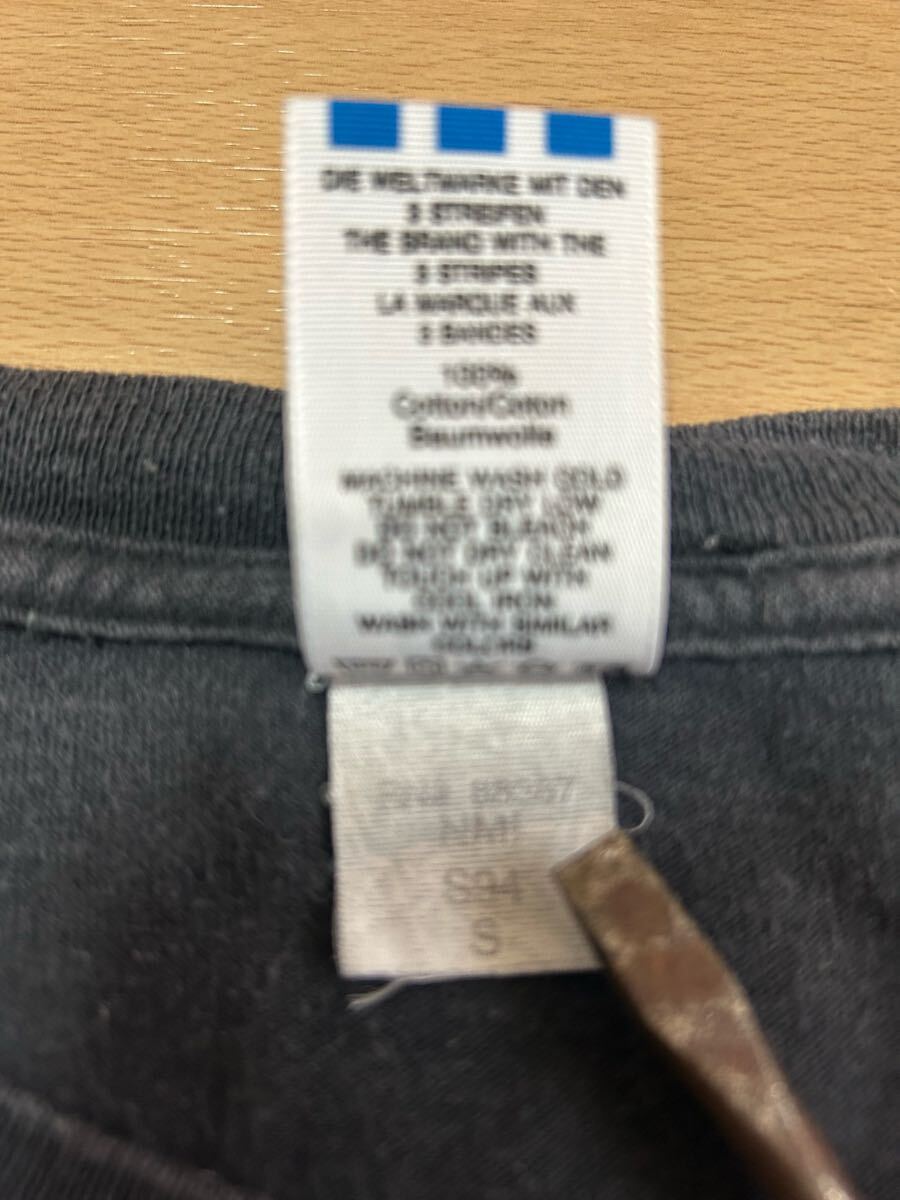 DIE WELTMARKE MIT DEN
3 STREIFEN
THE BRAND WITH THE
3 STRIPES
LA MARQUE AUX
3 BANDES
100%
Cotton/Coton
Baumwolle
MACHINE WASH COLD
TUMBLE DRY LOW
DO NOT BLEACH
DO NOT DRY CLEAN
TOUCH UP WITH
COOL IRON
WASH WITH SIMILAR
COLORS
S94
S